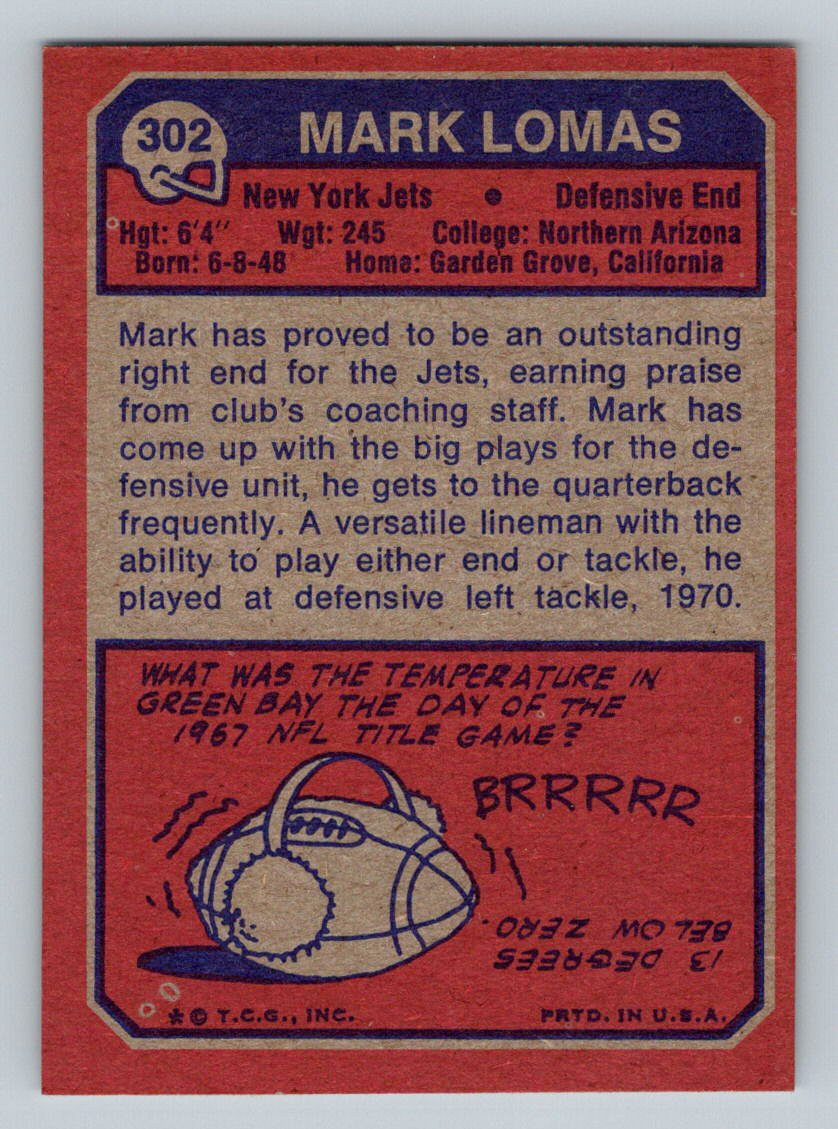 302
MARK LOMAS
New York Jets • Defensive End
Hgt: 6'4" Wgt: 245 College: Northern Arizona
Born: 6-8-48 Home: Garden Grove, California
Mark has proved to be an outstanding
right end for the Jets, earning praise
from club's coaching staff. Mark has
come up with the big plays for the de-
fensive unit, he gets to the quarterback
frequently. A versatile lineman with the
ability to play either end or tackle, he
played at defensive left tackle, 1970.
WHAT WAS THE TEMPERATURE IN
GREEN BAY THE DAY OF THE
1967 NFL TITLE GAME?
BRRRRR
13 DEGREES
BELOW ZERO.
* © T.C.G., INC. PRTD. IN U.S.A.